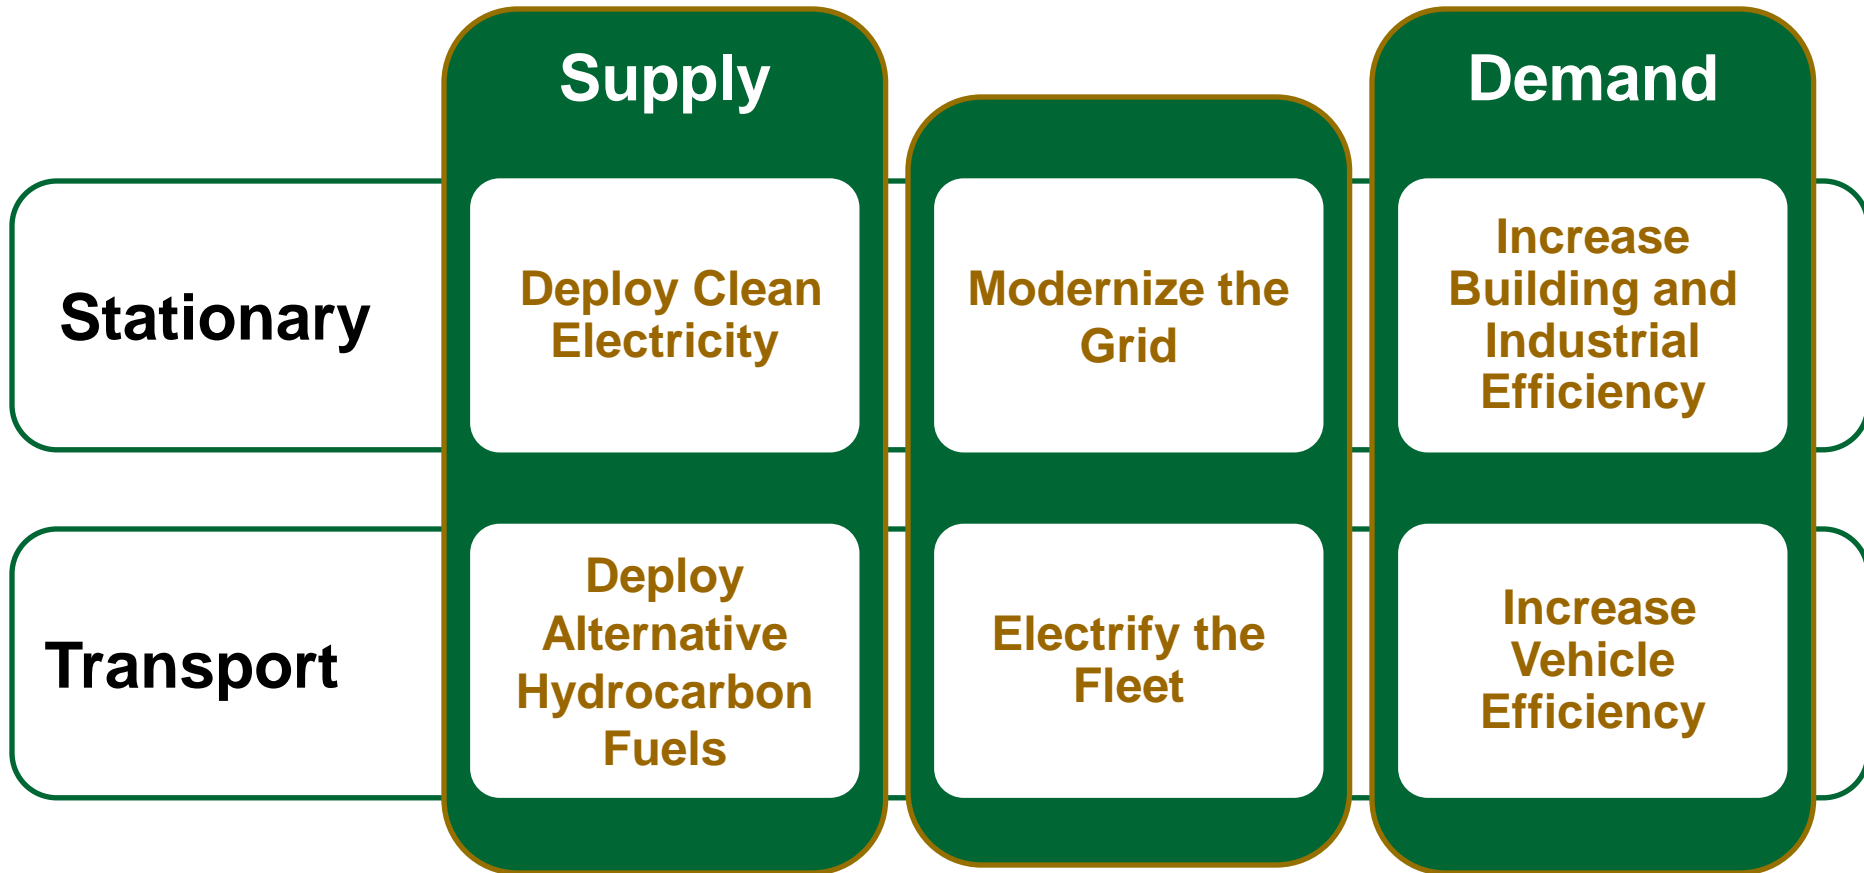 Supply
Demand
Stationary
Deploy Clean
Electricity
Modernize the
Grid
Increase
Building and
Industrial
Efficiency
Transport
Deploy
Alternative
Hydrocarbon
Fuels
Electrify the
Fleet
Increase
Vehicle
Efficiency